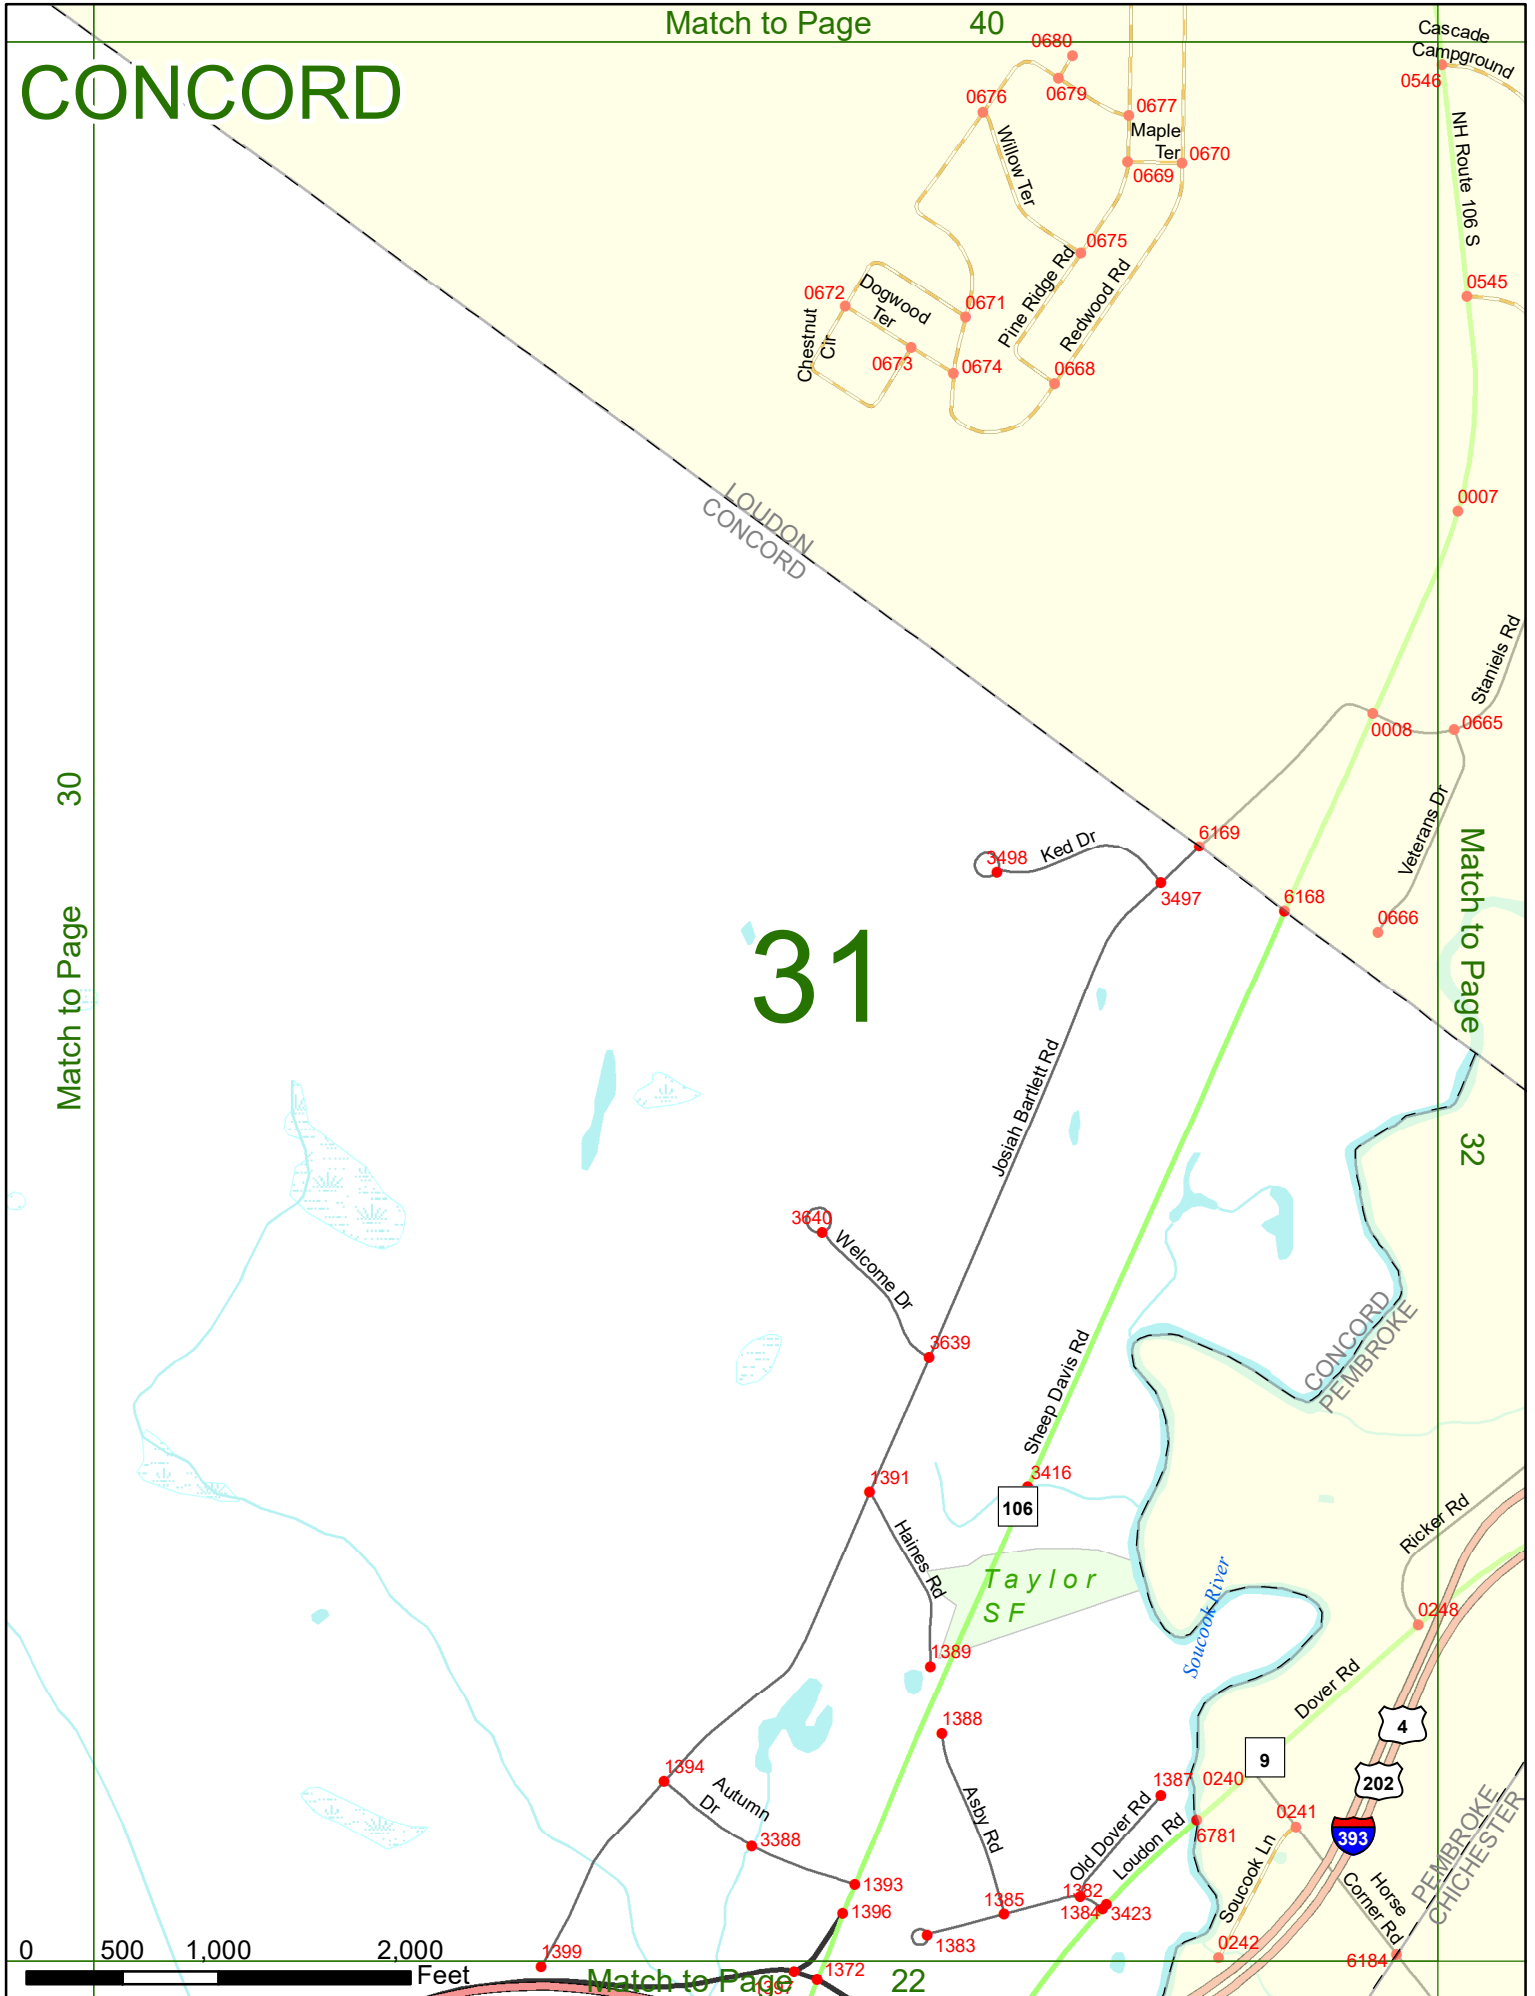 Match to Page 40
CONCORD
Cascade
Campground
0680
0546
0679
0676
0677
NH Route 106 S
Maple
Ter
0670
0669
Willow Ter
0675
0545
Pine Ridge Rd
Redwood Rd
0672
Dogwood
Ter
0671
Chestnut
Cir
0673
0674
0668
LOUDON
CONCORD
0007
Staniels Rd
0008
0665
Match to Page 30
Veterans Dr
Match to Page 32
6169
Ked Dr
3498
3497
6168
0666
31
Josiah Bartlett Rd
3640
Welcome Dr
3639
CONCORD
PEMBROKE
Sheep Davis Rd
3416
106
1391
Haines Rd
Ricker Rd
Taylor
SF
Soucook River
0248
1389
Dover Rd
1388
4
9
202
393
1394
Autumn
Dr
1387
0240
0241
Asby Rd
Old Dover Rd
Loudon Rd
6781
3388
Soucook Ln
Horse
Corner Rd
PEMBROKE
CHICHESTER
1393
1382
1396
1385
1384
3423
1383
0242
6184
0 500 1,000 2,000
Feet
1399
1372
1397
Match to Page 22